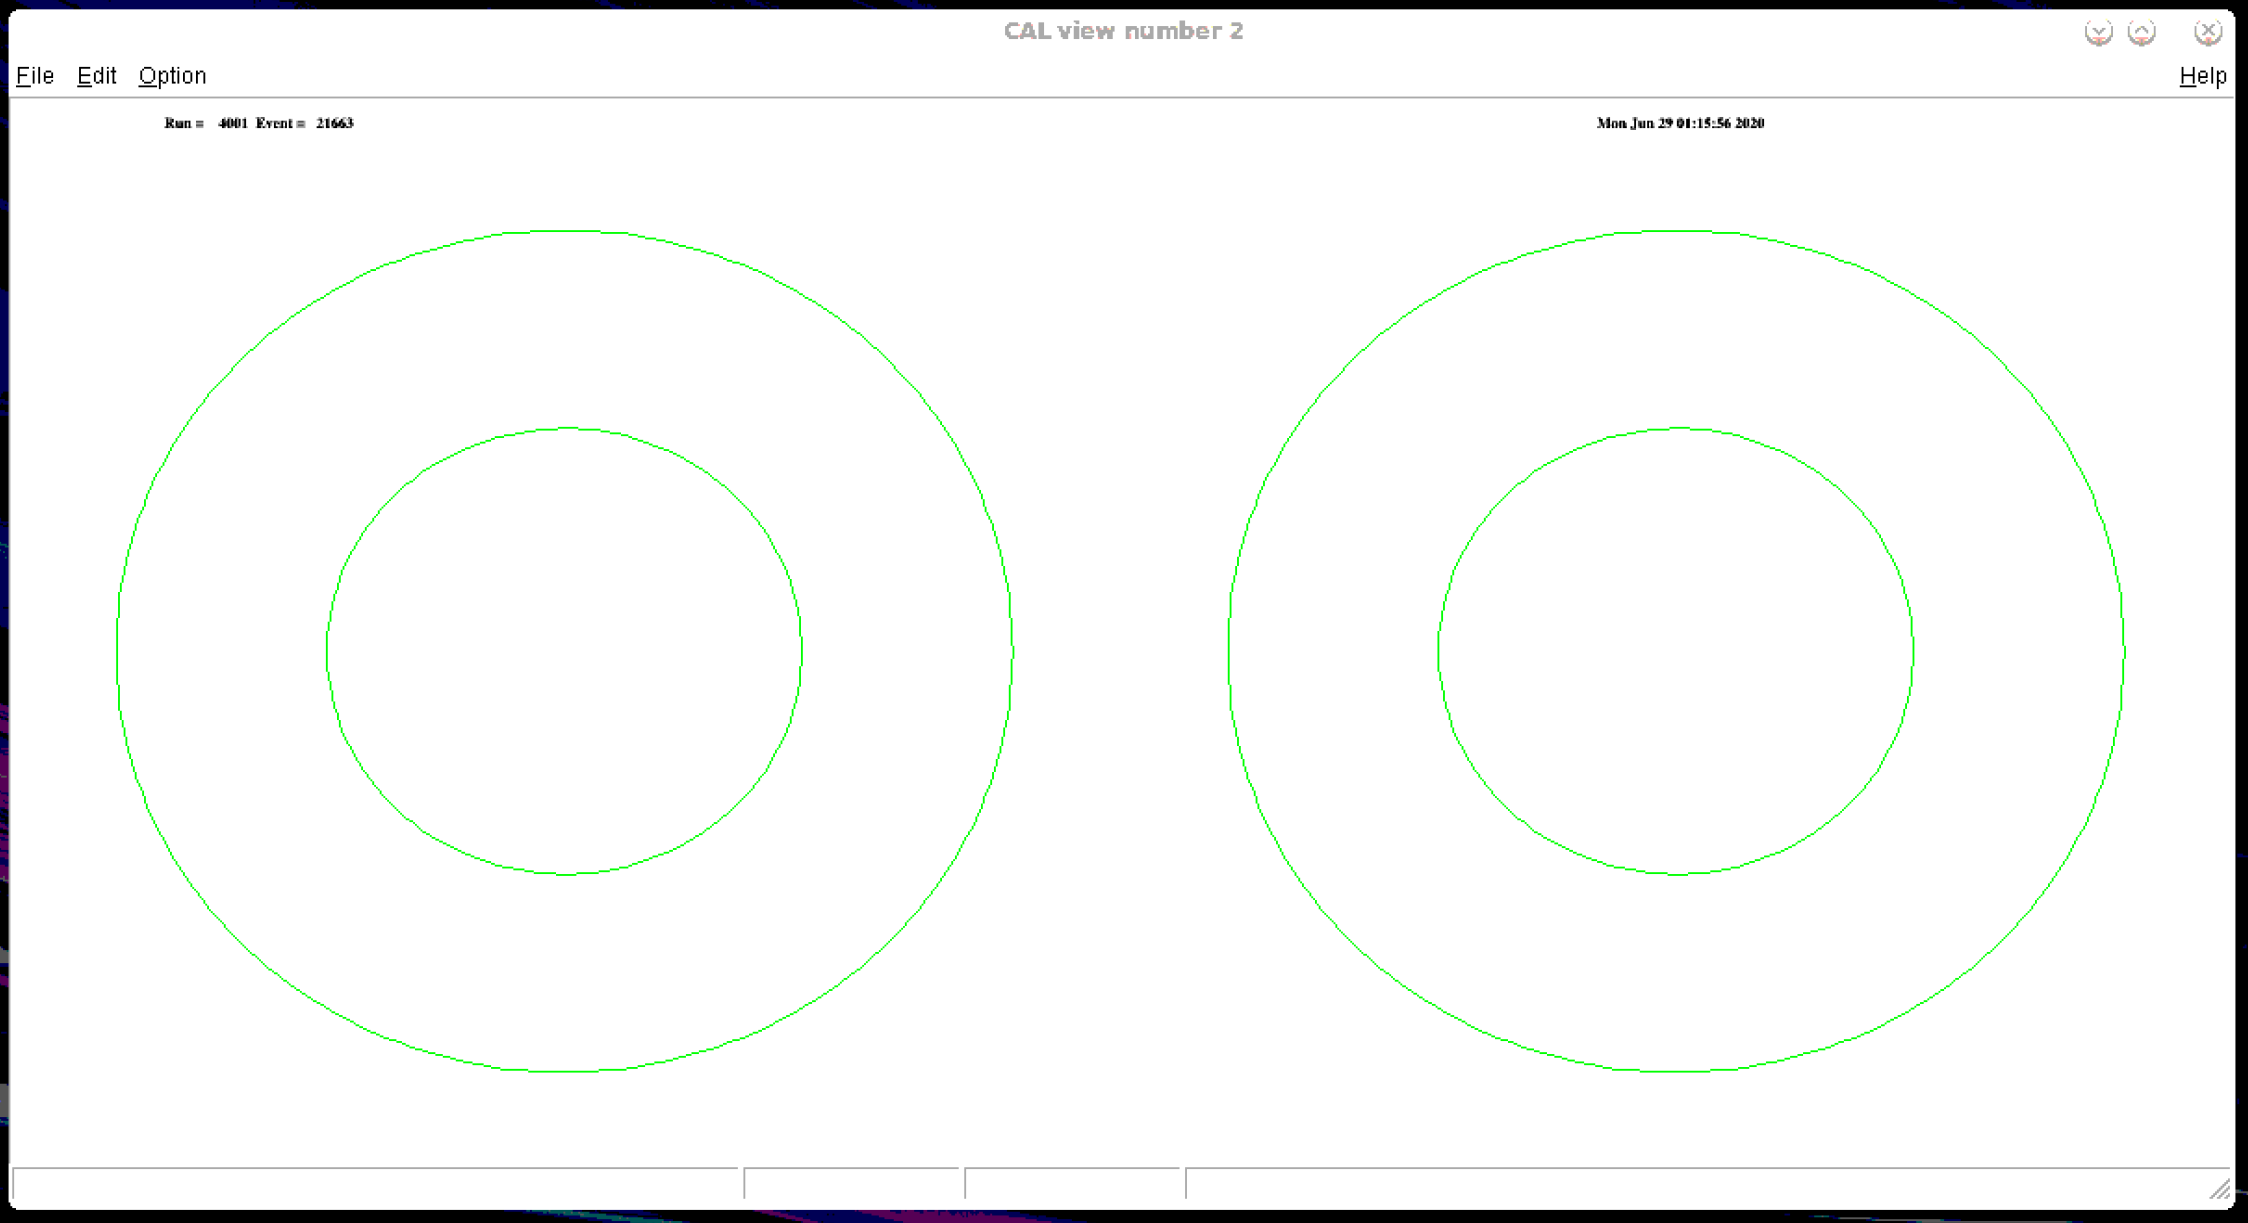 CAL view number 2
File Edit Option Help
Run = 4001 Event = 21663 Mon Jun 29 01:15:56 2020